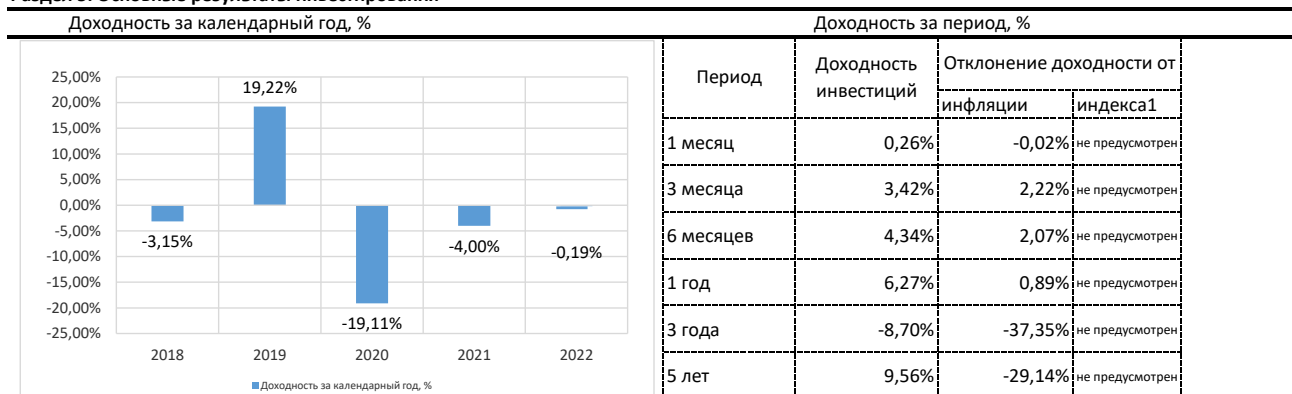 Доходность за календарный год, %
25,00%
20,00%
15,00%
10,00%
5,00%
0,00%
-5,00%
-10,00%
-15,00%
-20,00%
-25,00%
-3,15%
19,22%
-19,11%
-4,00%
-0,19%
2018 2019 2020 2021 2022
Доходность за календарный год, %
Доходность за период, %
Период Доходность инвестиций Отклонение доходности от
инфляции индекса1
1 месяц 0,26% -0,02% не предусмотрен
3 месяца 3,42% 2,22% не предусмотрен
6 месяцев 4,34% 2,07% не предусмотрен
1 год 6,27% 0,89% не предусмотрен
3 года -8,70% -37,35% не предусмотрен
5 лет 9,56% -29,14% не предусмотрен